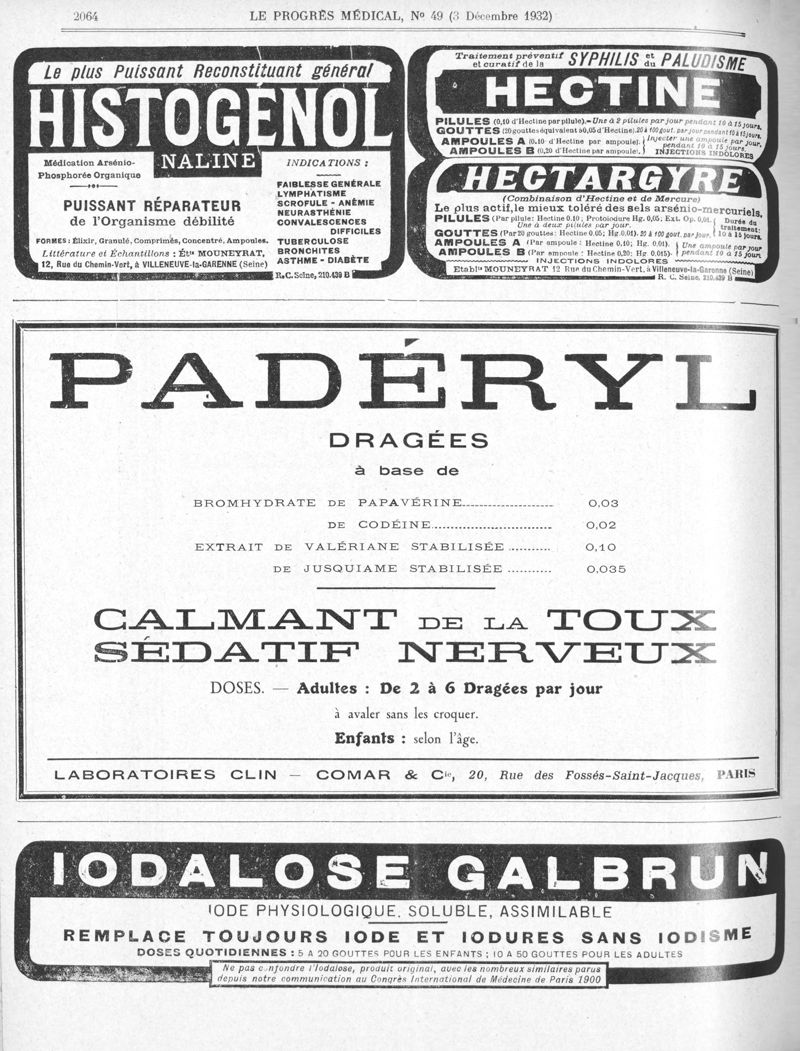 2064
LE PROGRÈS MÉDICAL, No 49 (3 Décembre 1932)
Le plus Puissant Reconstituant général
HISTOGÉNOL
NALINE
Médication Arsénio-
Phosphorée Organique
PUISSANT RÉPARATEUR
de l'Organisme débilité
INDICATIONS :
FAIBLESSE GÉNÉRALE
LYMPHATISME
SCROFULE - ANÉMIE
NEURASTHÉNIE
CONVALESCENCES
DIFFICILES
TUBERCULOSE
BRONCHITES
ASTHME - DIABÈTE
FORMES : Élixir, Granulé, Comprimés, Concentré, Ampoules.
Littérature et Échantillons : Éts MOUNEYRAT,
12, Rue du Chemin-Vert, à VILLENEUVE-la-GARENNE (Seine)
R.C. Seine, 210.439 B
Traitement préventif et curatif de la SYPHILIS et du PALUDISME
HECTINE
PILULES (0,10 d'Hectine par pilule).- Une à 2 pilules par jour pendant 10 à 15 jours.
GOUTTES (20 gouttes équivalent à 0,05 d'Hectine). 20 à 100 gout. par jour pendant 10 à 15 jours.
AMPOULES A (0.10 d'Hectine par ampoule). Injecter une ampoule par jour,
AMPOULES B (0,20 d'Hectine par ampoule). pendant 10 à 15 jours.
INJECTIONS INDOLORES
HECTARGYRE
(Combinaison d'Hectine et de Mercure)
Le plus actif, le mieux toléré des sels arsénio-mercuriels.
PILULES (Par pilule: Hectine 0.10; Protoiodure Hg. 0,05; Ext. Op. 0,01.
Une à deux pilules par jour.
GOUTTES (Par 20 gouttes: Hectine 0,05; Hg. 0,01). 20 à 100 gout. par jour.
Durée du
traitement:
10 à 15 jours.
AMPOULES A (Par ampoule: Hectine 0,10; Hg. 0,01). Une ampoule par jour
AMPOULES B (Par ampoule: Hectine 0,20; Hg. 0,015). pendant 10 à 15 jours.
INJECTIONS INDOLORES
Etablts MOUNEYRAT 12 Rue du Chemin-Vert, à Villeneuve-la-Garenne (Seine)
R. C. Seine, 210.439 B
PADÉRYL
DRAGÉES
à base de
BROMHYDRATE DE PAPAVÉRINE.................... 0,03
DE CODÉINE.......................... 0,02
EXTRAIT DE VALÉRIANE STABILISÉE ......... 0,10
DE JUSQUIAME STABILISÉE .......... 0,035
CALMANT DE LA TOUX
SÉDATIF NERVEUX
DOSES. — Adultes : De 2 à 6 Dragées par jour
à avaler sans les croquer.
Enfants : selon l'âge.
LABORATOIRES CLIN — COMAR & Cie, 20, Rue des Fossés-Saint-Jacques, PARIS
IODALOSE GALBRUN
IODE PHYSIOLOGIQUE, SOLUBLE, ASSIMILABLE
REMPLACE TOUJOURS IODE ET IODURES SANS IODISME
DOSES QUOTIDIENNES : 5 À 20 GOUTTES POUR LES ENFANTS ; 10 À 50 GOUTTES POUR LES ADULTES
Ne pas confondre l'Iodalose, produit original, avec les nombreux similaires parus
depuis notre communication au Congrès International de Médecine de Paris 1900